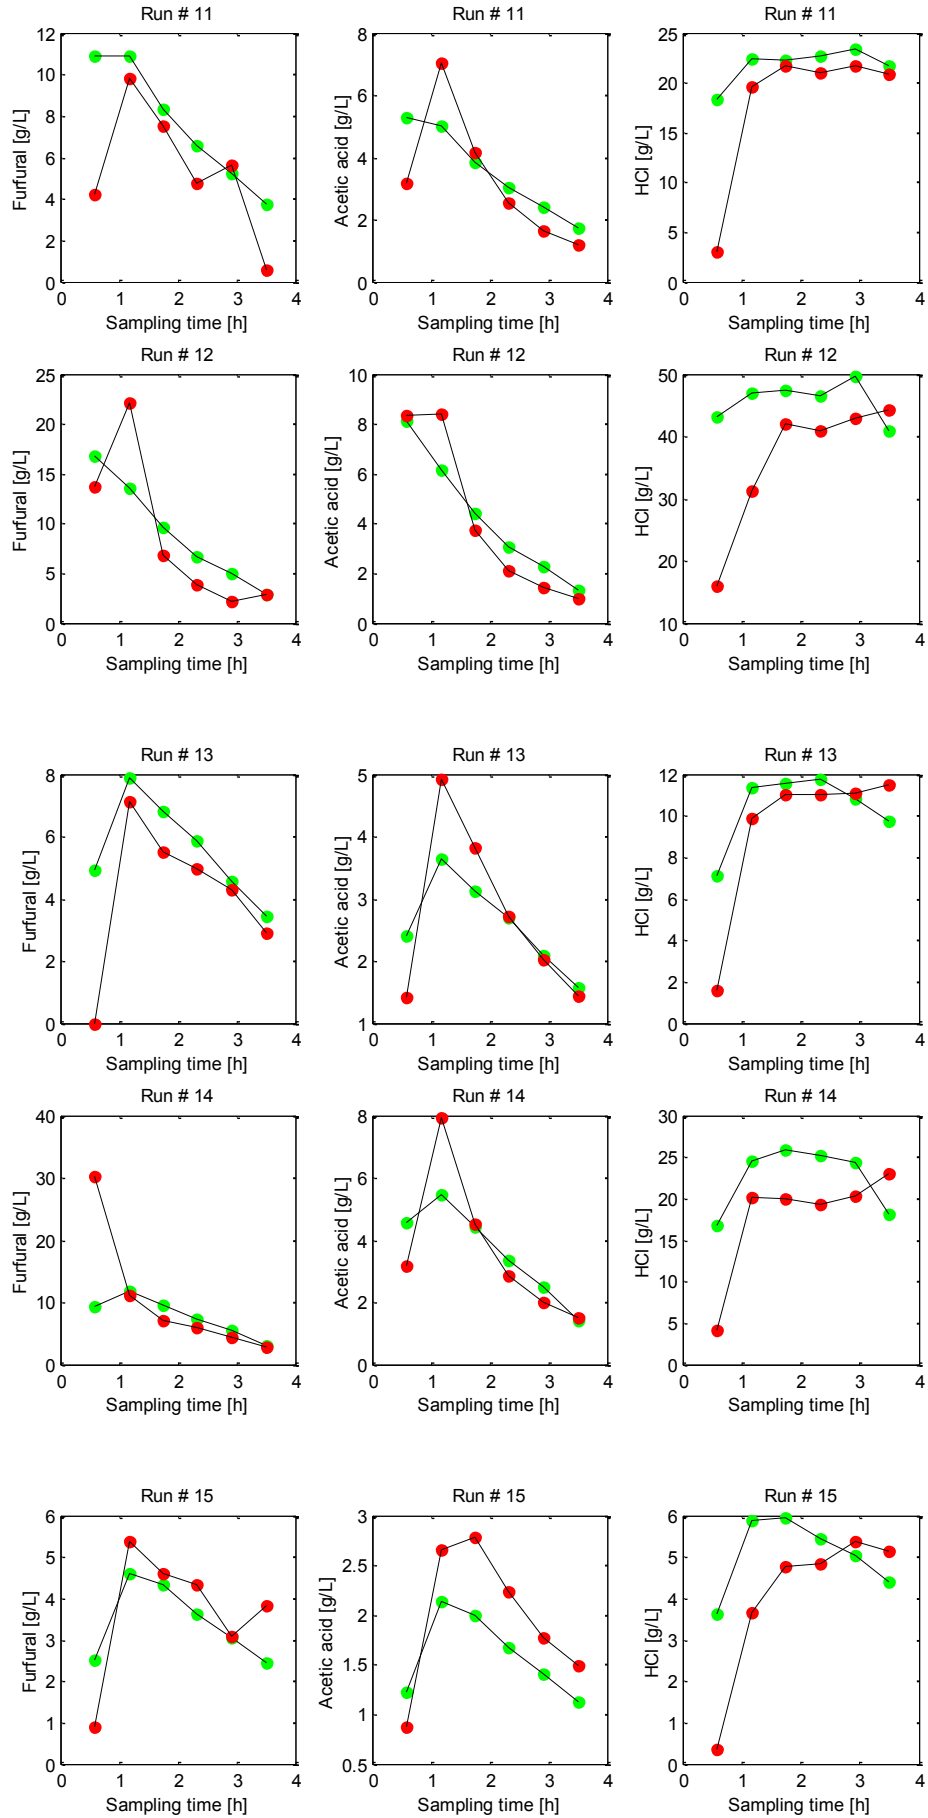 Run # 11
Run # 11
Run # 11
12
10
8
6
4
2
0
Furfural [g/L]
0 1 2 3 4
Sampling time [h]
8
6
4
2
0
Acetic acid [g/L]
0 1 2 3 4
Sampling time [h]
25
20
15
10
5
0
HCl [g/L]
0 1 2 3 4
Sampling time [h]
Run # 12
Run # 12
Run # 12
25
20
15
10
5
0
Furfural [g/L]
0 1 2 3 4
Sampling time [h]
10
8
6
4
2
0
Acetic acid [g/L]
0 1 2 3 4
Sampling time [h]
50
40
30
20
10
HCl [g/L]
0 1 2 3 4
Sampling time [h]
Run # 13
Run # 13
Run # 13
8
6
4
2
0
Furfural [g/L]
0 1 2 3 4
Sampling time [h]
5
4
3
2
1
Acetic acid [g/L]
0 1 2 3 4
Sampling time [h]
12
10
8
6
4
2
0
HCl [g/L]
0 1 2 3 4
Sampling time [h]
Run # 14
Run # 14
Run # 14
40
30
20
10
0
Furfural [g/L]
0 1 2 3 4
Sampling time [h]
8
6
4
2
0
Acetic acid [g/L]
0 1 2 3 4
Sampling time [h]
30
25
20
15
10
5
0
HCl [g/L]
0 1 2 3 4
Sampling time [h]
Run # 15
Run # 15
Run # 15
6
5
4
3
2
1
0
Furfural [g/L]
0 1 2 3 4
Sampling time [h]
3
2.5
2
1.5
1
0.5
Acetic acid [g/L]
0 1 2 3 4
Sampling time [h]
6
5
4
3
2
1
0
HCl [g/L]
0 1 2 3 4
Sampling time [h]